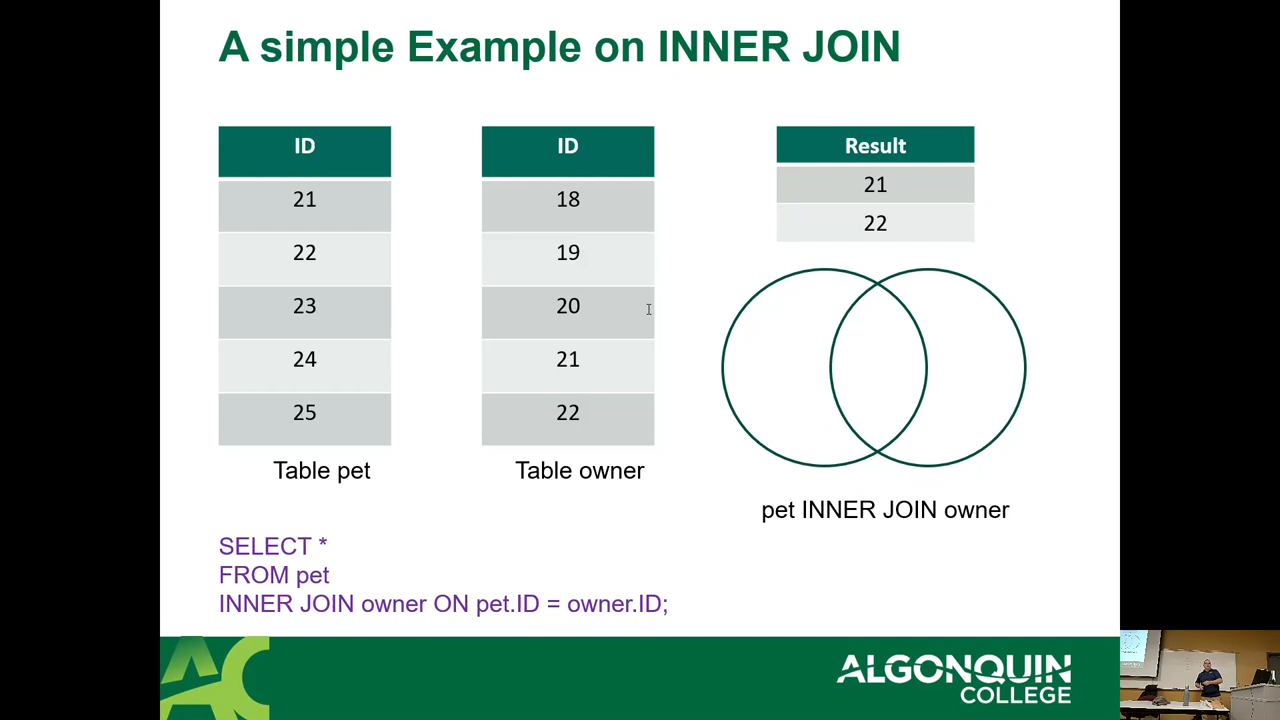 A simple Example on INNER JOIN
ID
21
22
23
24
25
Table pet
ID
18
19
20
21
22
Table owner
Result
21
22
pet INNER JOIN owner
SELECT *
FROM pet
INNER JOIN owner ON pet.ID = owner.ID;
AC
ALGONQUIN
COLLEGE